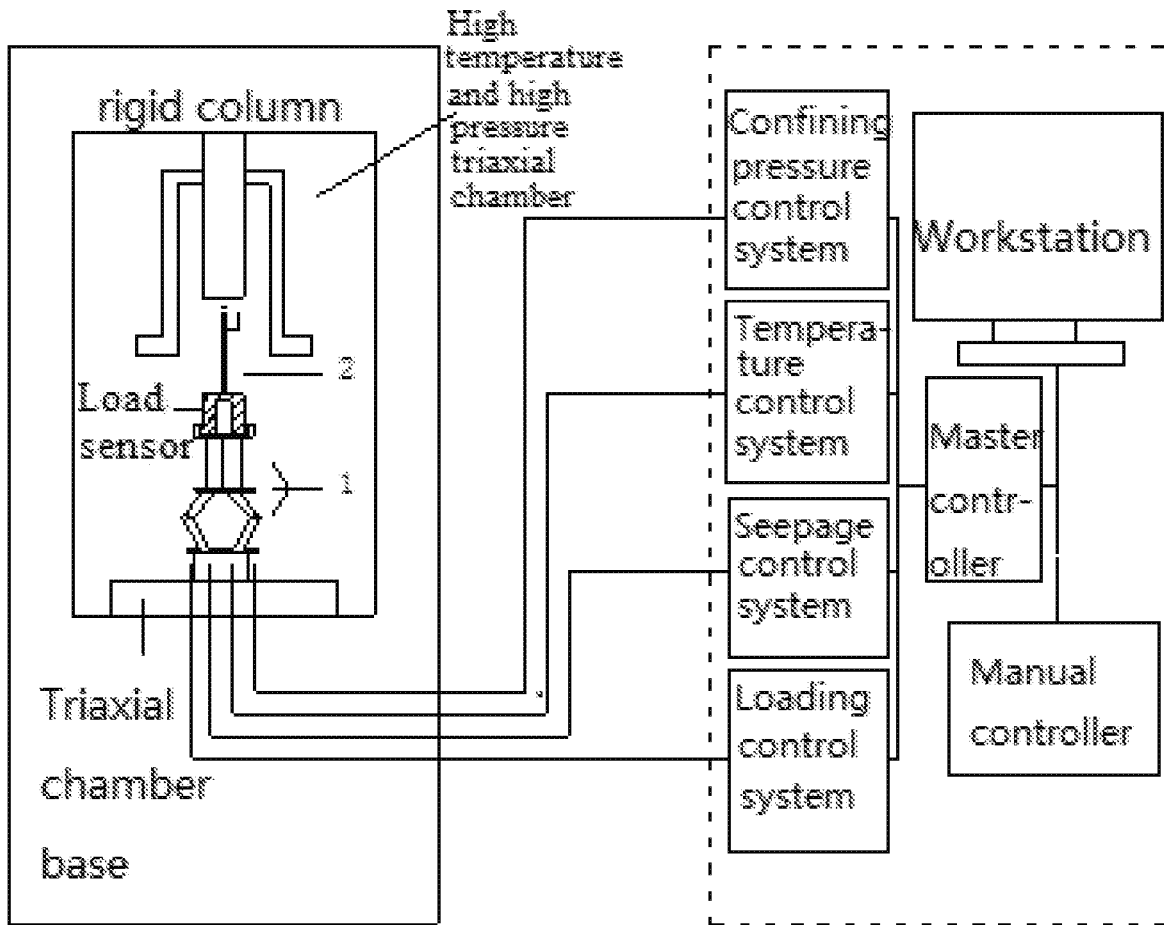 High
temperature
and high
pressure
triaxial
chamber
rigid column
2
Load
sensor
1
Triaxial
chamber
base
Confining
pressure
control
system
Tempera-
ture
control
system
Seepage
control
system
Loading
control
system
Workstation
Master
contr-
oller
Manual
controller